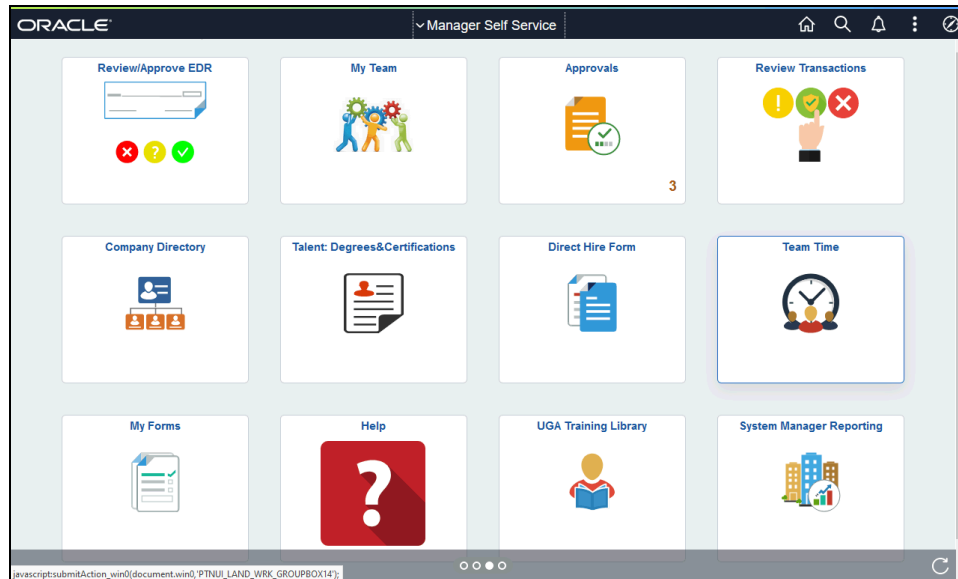 ORACLE
Manager Self Service
Review/Approve EDR
My Team
Approvals
Review Transactions
3
Company Directory
Talent: Degrees&Certifications
Direct Hire Form
Team Time
My Forms
Help
UGA Training Library
System Manager Reporting
javascript:submitAction_win0(document.win0,'PTNUI_LAND_WRK_GROUPBOX14');